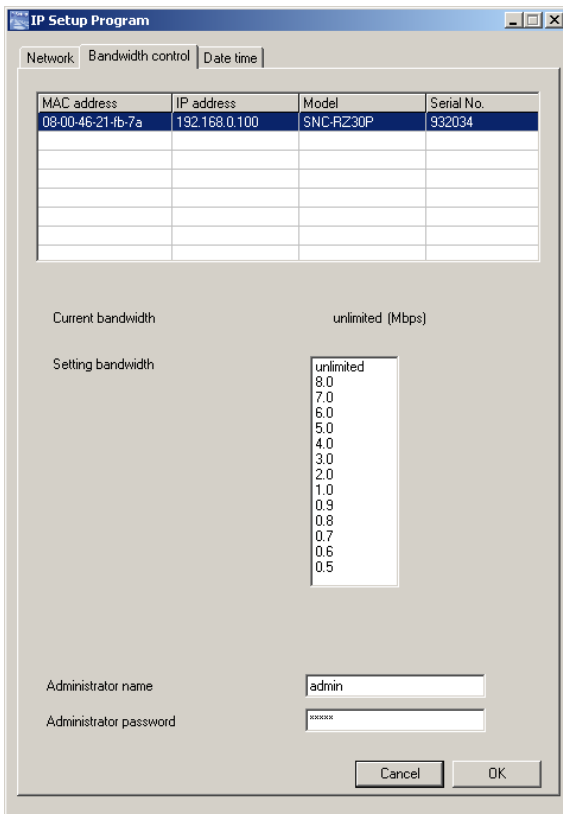 IP Setup Program
Network Bandwidth control Date time
MAC address IP address Model Serial No.
08-00-46-21-fb-7a 192.168.0.100 SNC-RZ30P 932034
Current bandwidth unlimited (Mbps)
Setting bandwidth
unlimited
8.0
7.0
6.0
5.0
4.0
3.0
2.0
1.0
0.9
0.8
0.7
0.6
0.5
Administrator name admin
Administrator password xxxxx
Cancel OK